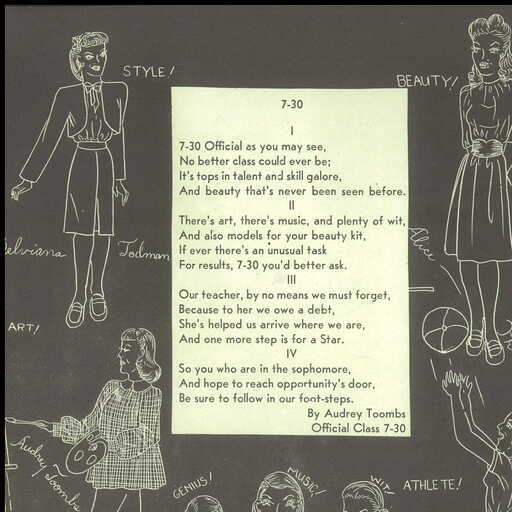 STYLE!
BEAUTY!
7-30
I
7-30 Official as you may see,
No better class could ever be;
It's tops in talent and skill galore,
And beauty that's never been seen before.
II
There's art, there's music, and plenty of wit,
And also models for your beauty kit,
If ever there's an unusual task
For results, 7-30 you'd better ask.
III
Our teacher, by no means we must forget,
Because to her we owe a debt,
She's helped us arrive where we are,
And one more step is for a Star.
IV
So you who are in the sophomore,
And hope to reach opportunity's door,
Be sure to follow in our foot-steps.
By Audrey Toombs
Official Class 7-30
Todman
Alice
ART!
Audrey Toombs
GENIUS!
MUSIC!
WIT
ATHLETE!